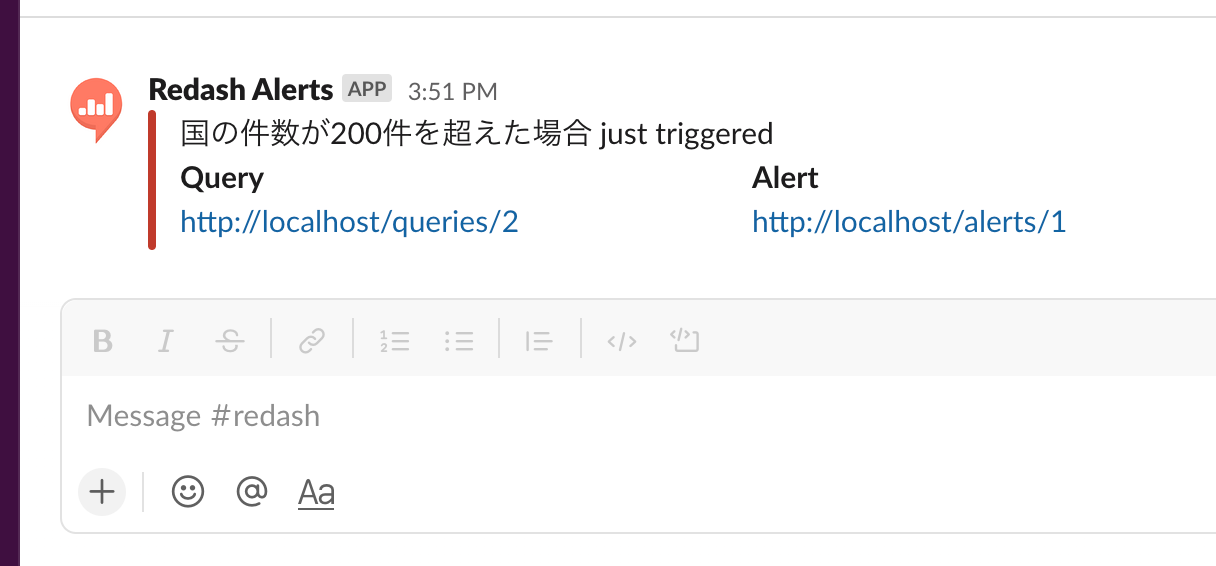 Redash Alerts APP 3:51 PM
国の件数が200件を超えた場合 just triggered
Query Alert
http://localhost/queries/2 http://localhost/alerts/1
Message #redash
Aa